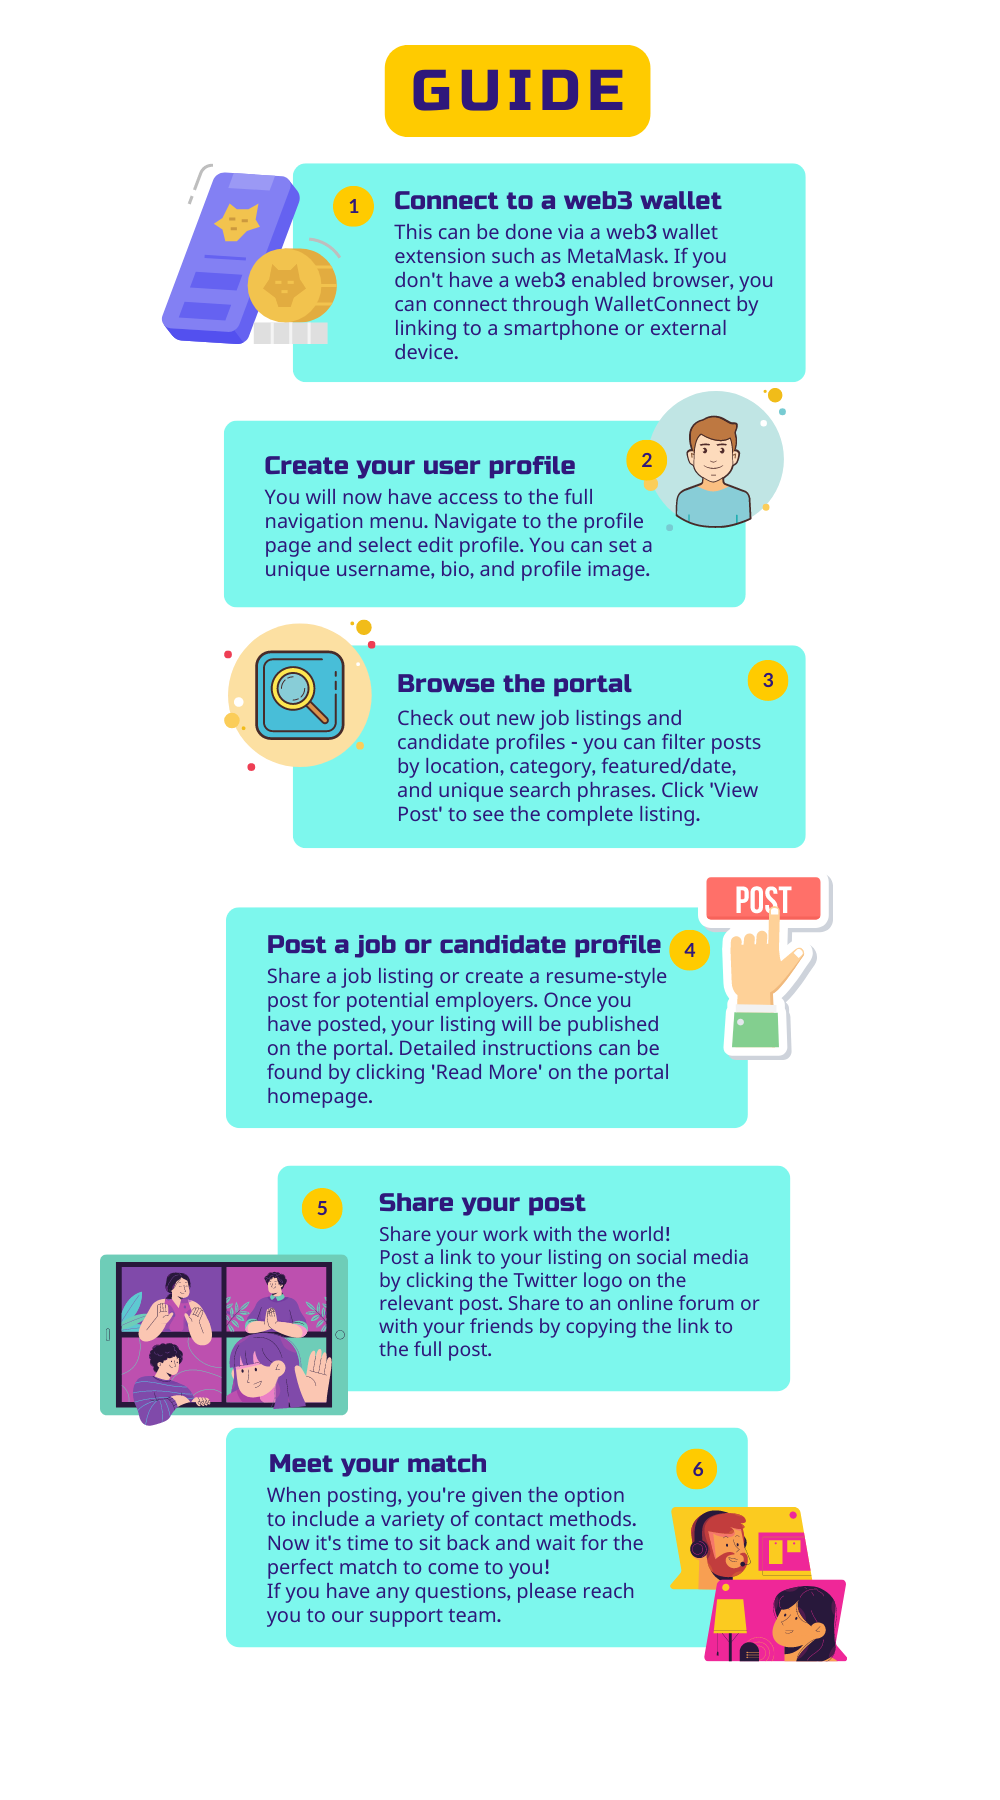 GUIDE
1
Connect to a web3 wallet
This can be done via a web3 wallet
extension such as MetaMask. If you
don't have a web3 enabled browser, you
can connect through WalletConnect by
linking to a smartphone or external
device.
2
Create your user profile
You will now have access to the full
navigation menu. Navigate to the profile
page and select edit profile. You can set a
unique username, bio, and profile image.
3
Browse the portal
Check out new job listings and
candidate profiles - you can filter posts
by location, category, featured/date,
and unique search phrases. Click 'View
Post' to see the complete listing.
POST
Post a job or candidate profile
4
Share a job listing or create a resume-style
post for potential employers. Once you
have posted, your listing will be published
on the portal. Detailed instructions can be
found by clicking 'Read More' on the portal
homepage.
5
Share your post
Share your work with the world!
Post a link to your listing on social media
by clicking the Twitter logo on the
relevant post. Share to an online forum or
with your friends by copying the link to
the full post.
Meet your match
6
When posting, you're given the option
to include a variety of contact methods.
Now it's time to sit back and wait for the
perfect match to come to you!
If you have any questions, please reach
you to our support team.